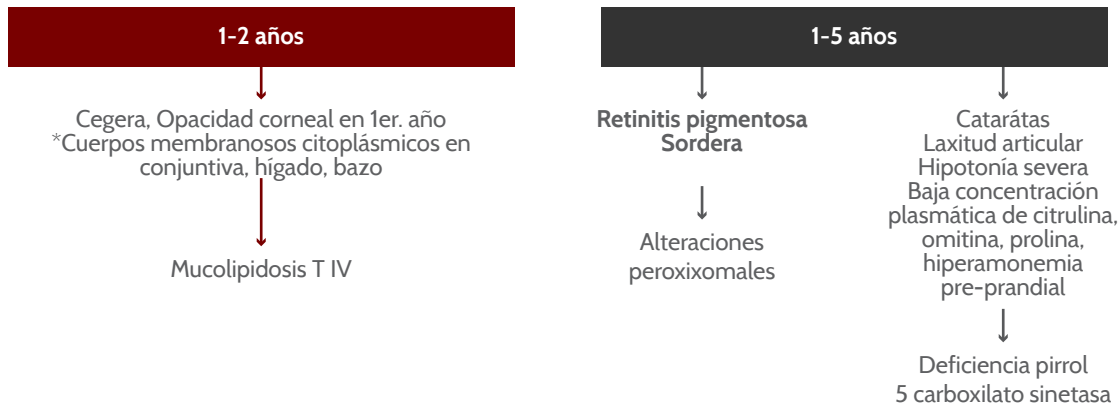 1-2 años
Cegera, Opacidad corneal en 1er. año
*Cuerpos membranosos citoplásmicos en
conjuntiva, hígado, bazo
Mucolipidosis T IV
1-5 años
Retinitis pigmentosa
Sordera
Alteraciones
peroxixomales
Catarátas
Laxitud articular
Hipotonía severa
Baja concentración
plasmática de citrulina,
omitina, prolina,
hiperamonemia
pre-prandial
Deficiencia pirrol
5 carboxilato sinetasa